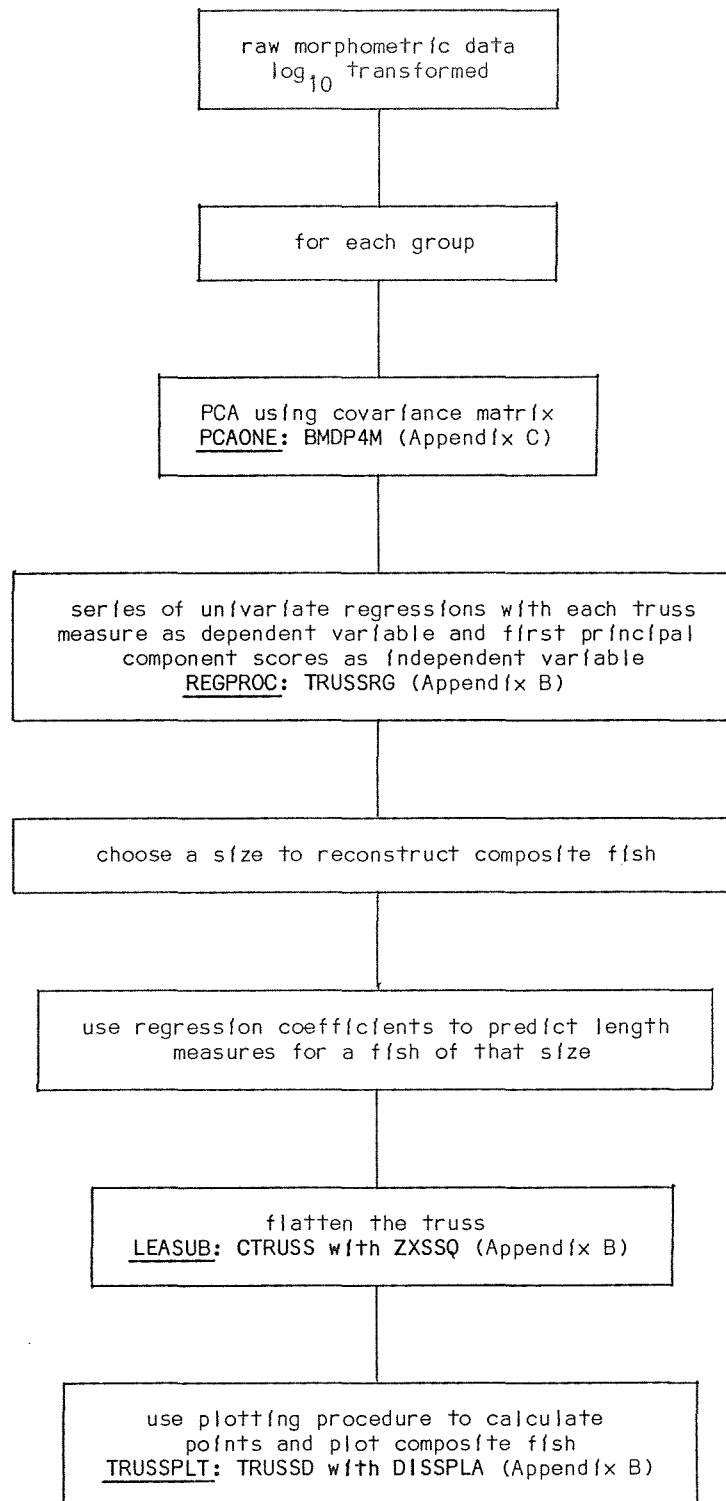 raw morphometric data
log10 transformed
for each group
PCA using covariance matrix
PCAONE: BMDP4M (Appendix C)
series of univariate regressions with each truss
measure as dependent variable and first principal
component scores as independent variable
REGPROC: TRUSSRG (Appendix B)
choose a size to reconstruct composite fish
use regression coefficients to predict length
measures for a fish of that size
flatten the truss
LEASUB: CTRUSS with ZXSSQ (Appendix B)
use plotting procedure to calculate
points and plot composite fish
TRUSSPLT: TRUSSD with DISSPLA (Appendix B)